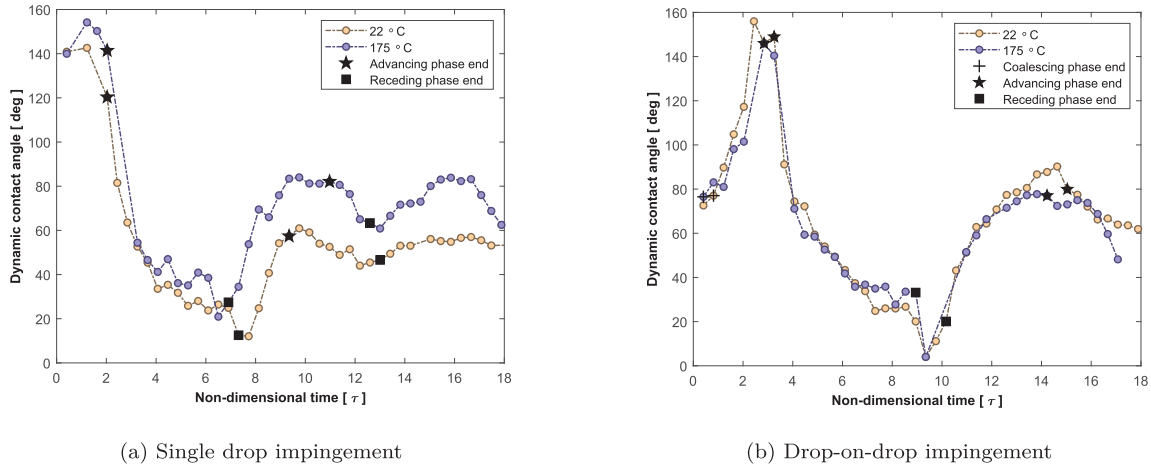 160
140
120
100
80
60
40
20
0
Dynamic contact angle [ deg ]
22 °C
175 °C
Advancing phase end
Receding phase end
0 2 4 6 8 10 12 14 16 18
Non-dimensional time [ τ ]
(a) Single drop impingement
160
140
120
100
80
60
40
20
0
Dynamic contact angle [ deg ]
22 °C
175 °C
Coalescing phase end
Advancing phase end
Receding phase end
0 2 4 6 8 10 12 14 16 18
Non-dimensional time [ τ ]
(b) Drop-on-drop impingement